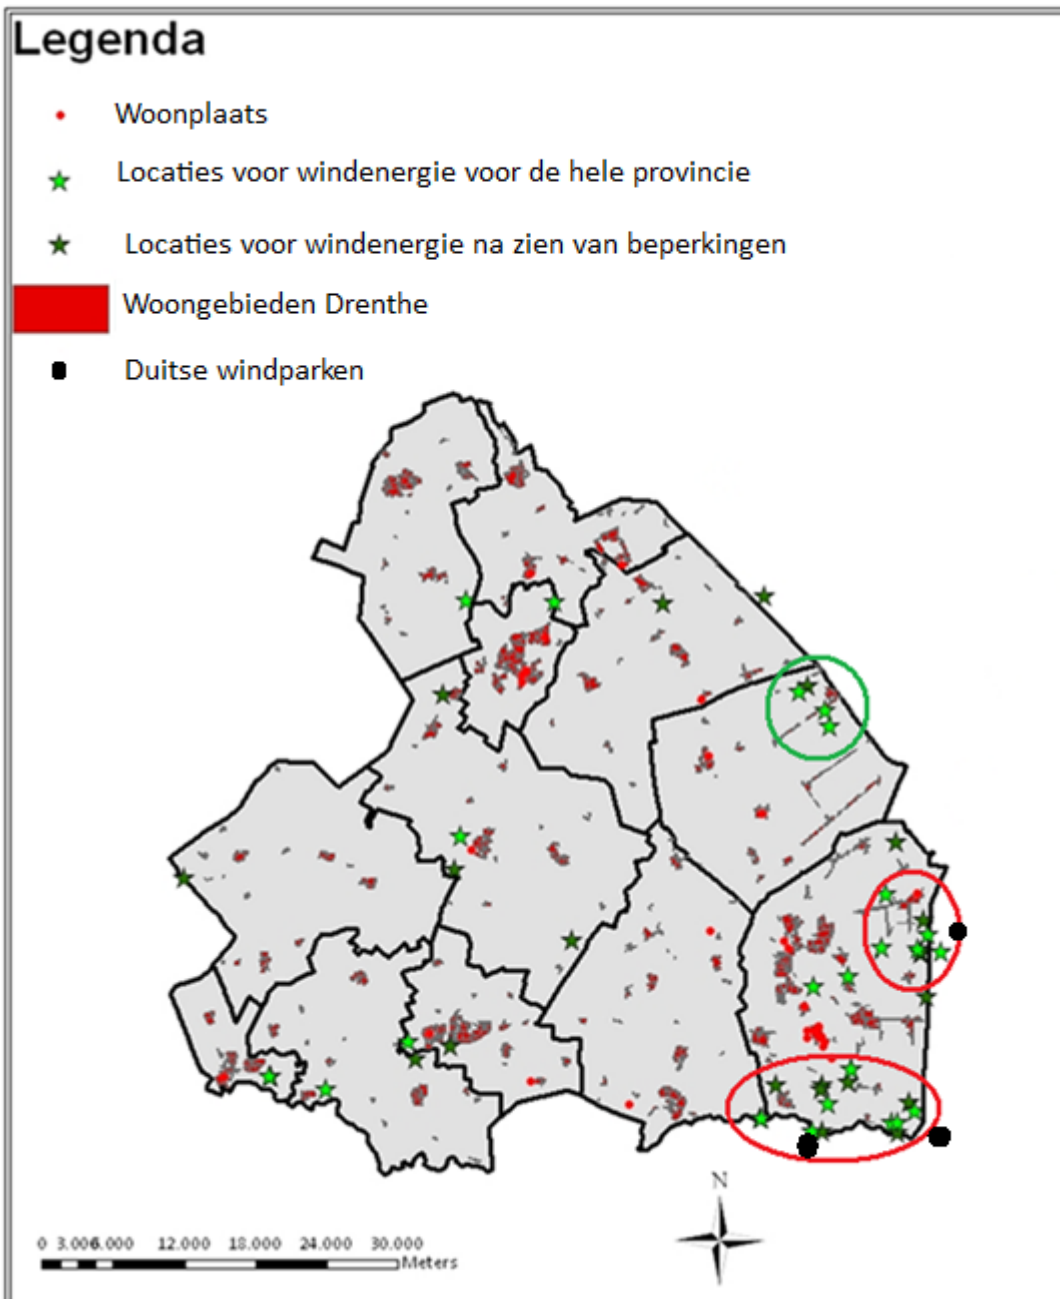 Legenda
Woonplaats
Locaties voor windenergie voor de hele provincie
Locaties voor windenergie na zien van beperkingen
Woongebieden Drenthe
Duitse windparken
N
0 3.000 6.000 12.000 18.000 24.000 30.000
Meters